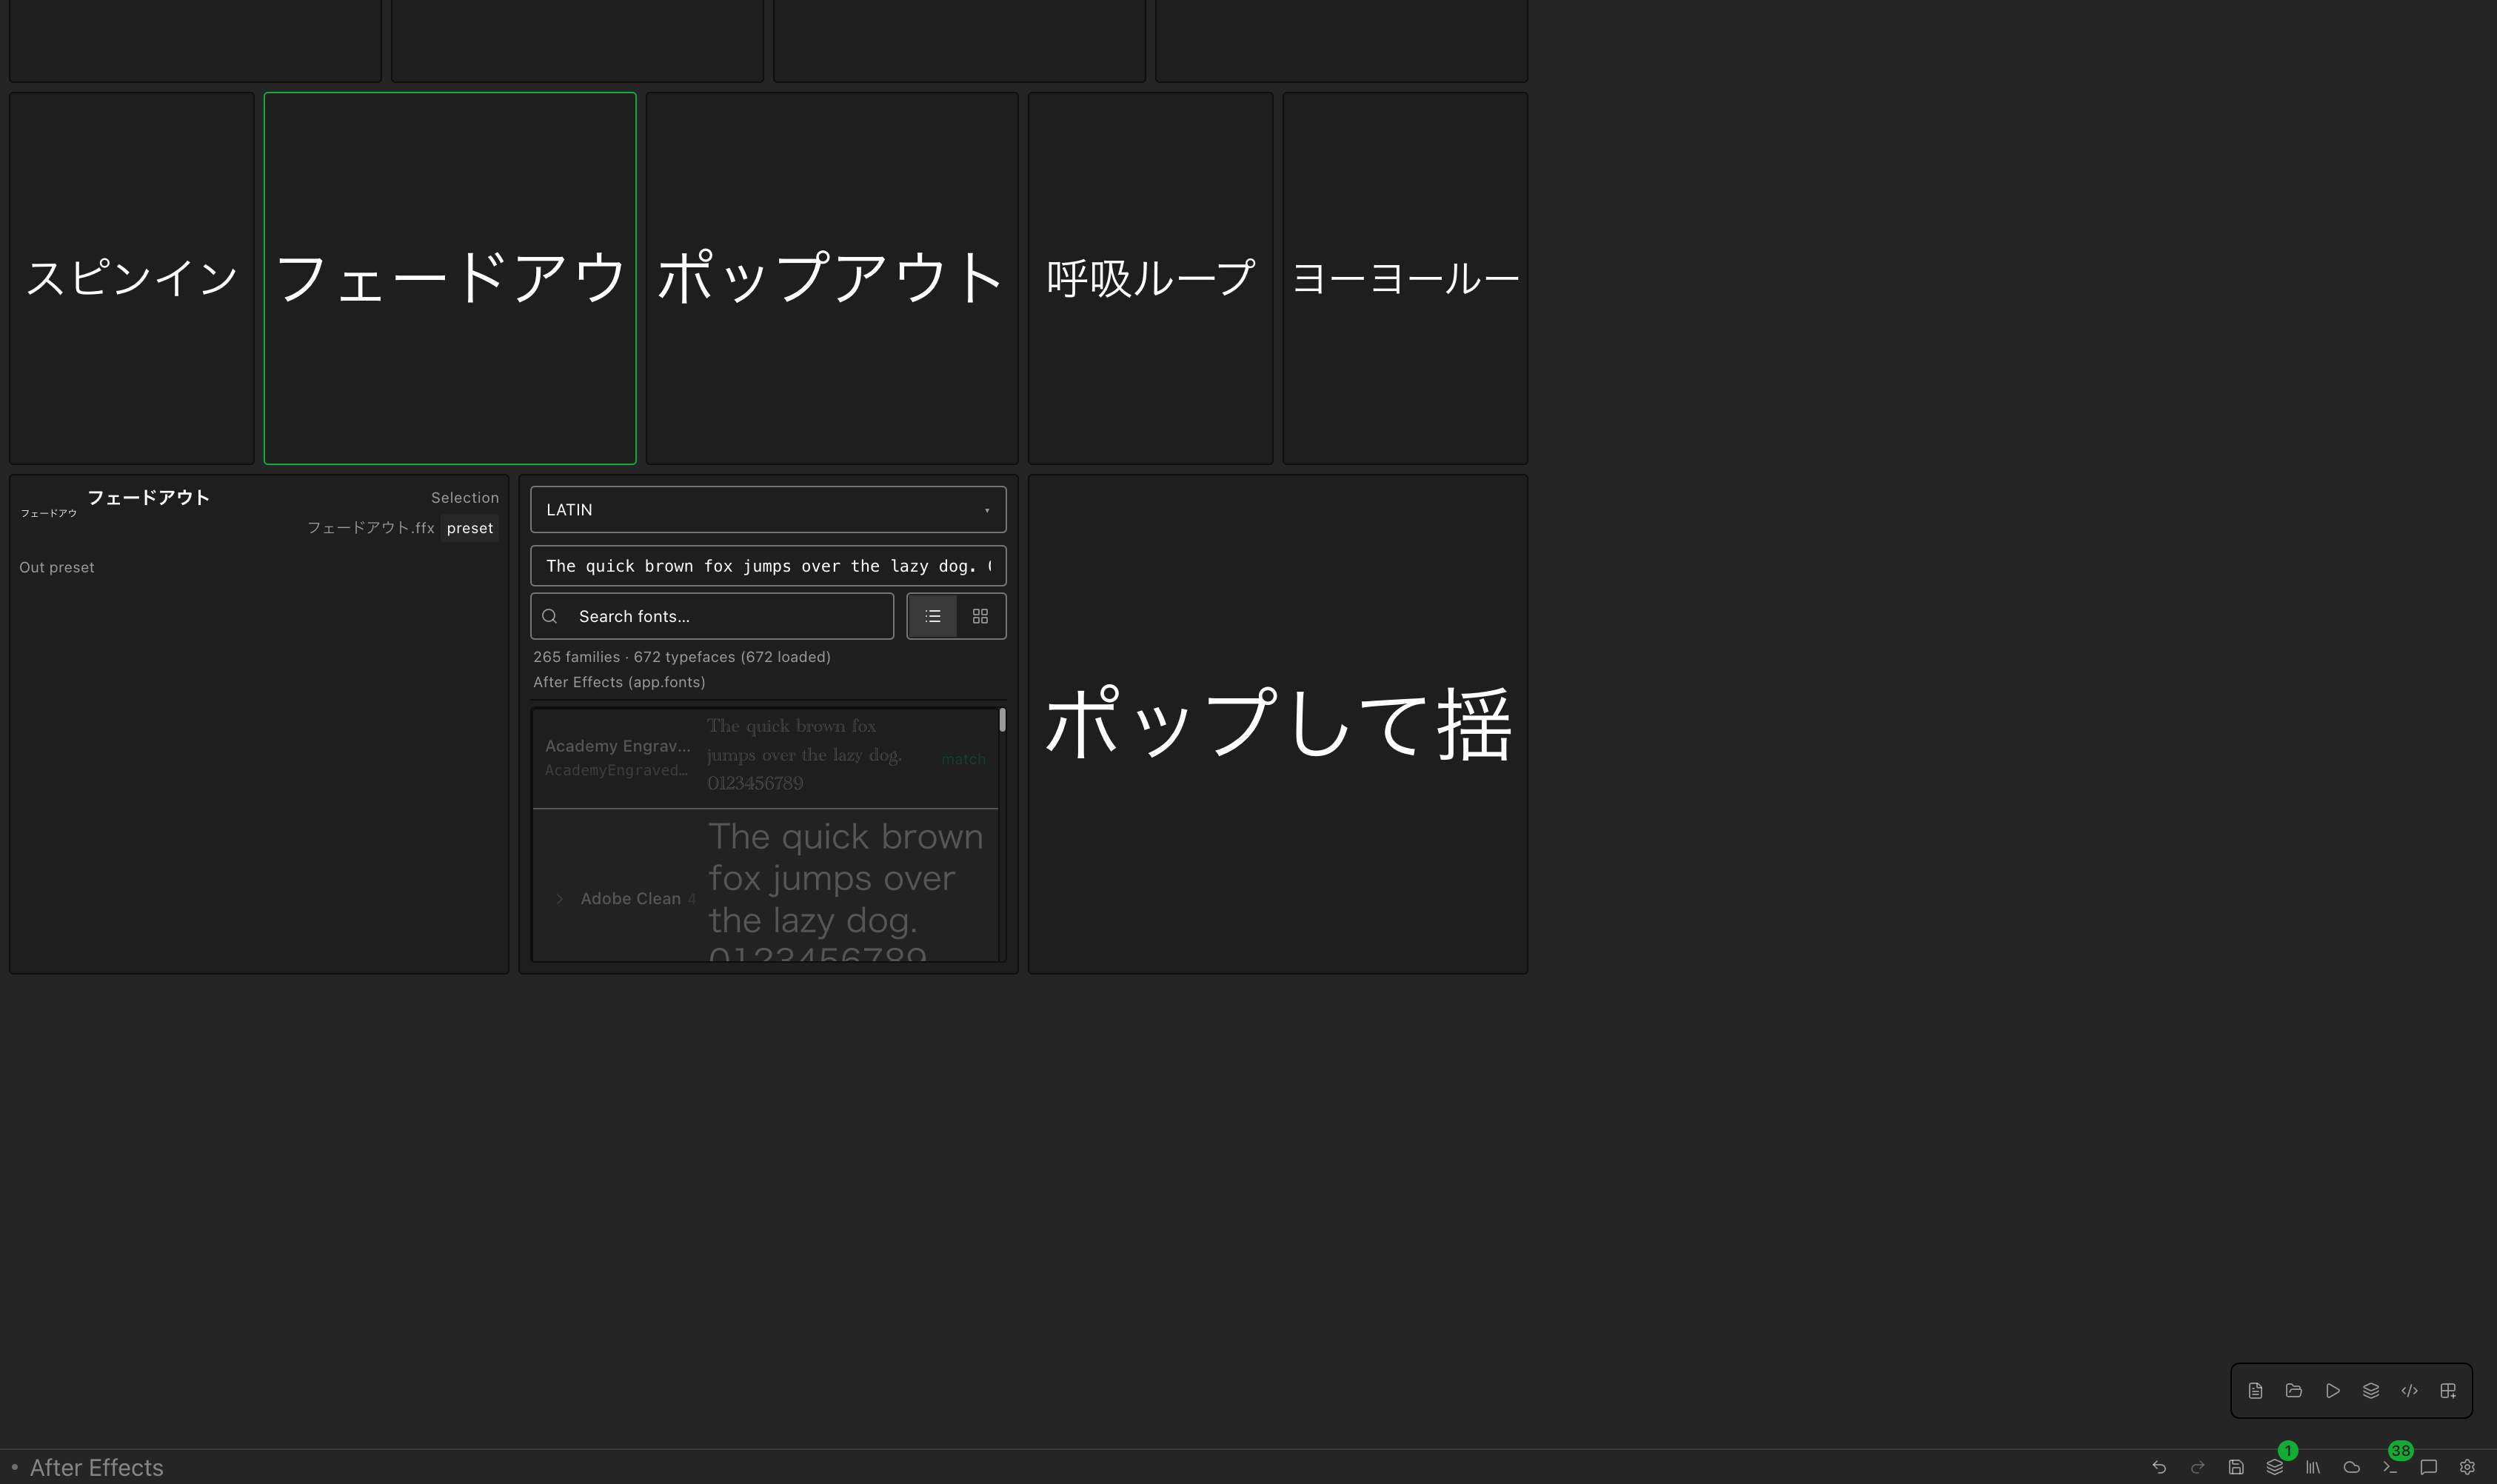 スピンイン
フェードアウ
ポップアウト
呼吸ループ
ヨーヨールー
フェードアウ
フェードアウト
Selection
フェードアウト.ffx preset
Out preset
LATIN
The quick brown fox jumps over the lazy dog.
Search fonts...
265 families · 672 typefaces (672 loaded)
After Effects (app.fonts)
Academy Engrav...
AcademyEngraved…
The quick brown fox
jumps over the lazy dog.
0123456789
match
Adobe Clean 4
The quick brown
fox jumps over
the lazy dog.
0123456789
ポップして揺
After Effects
1
38